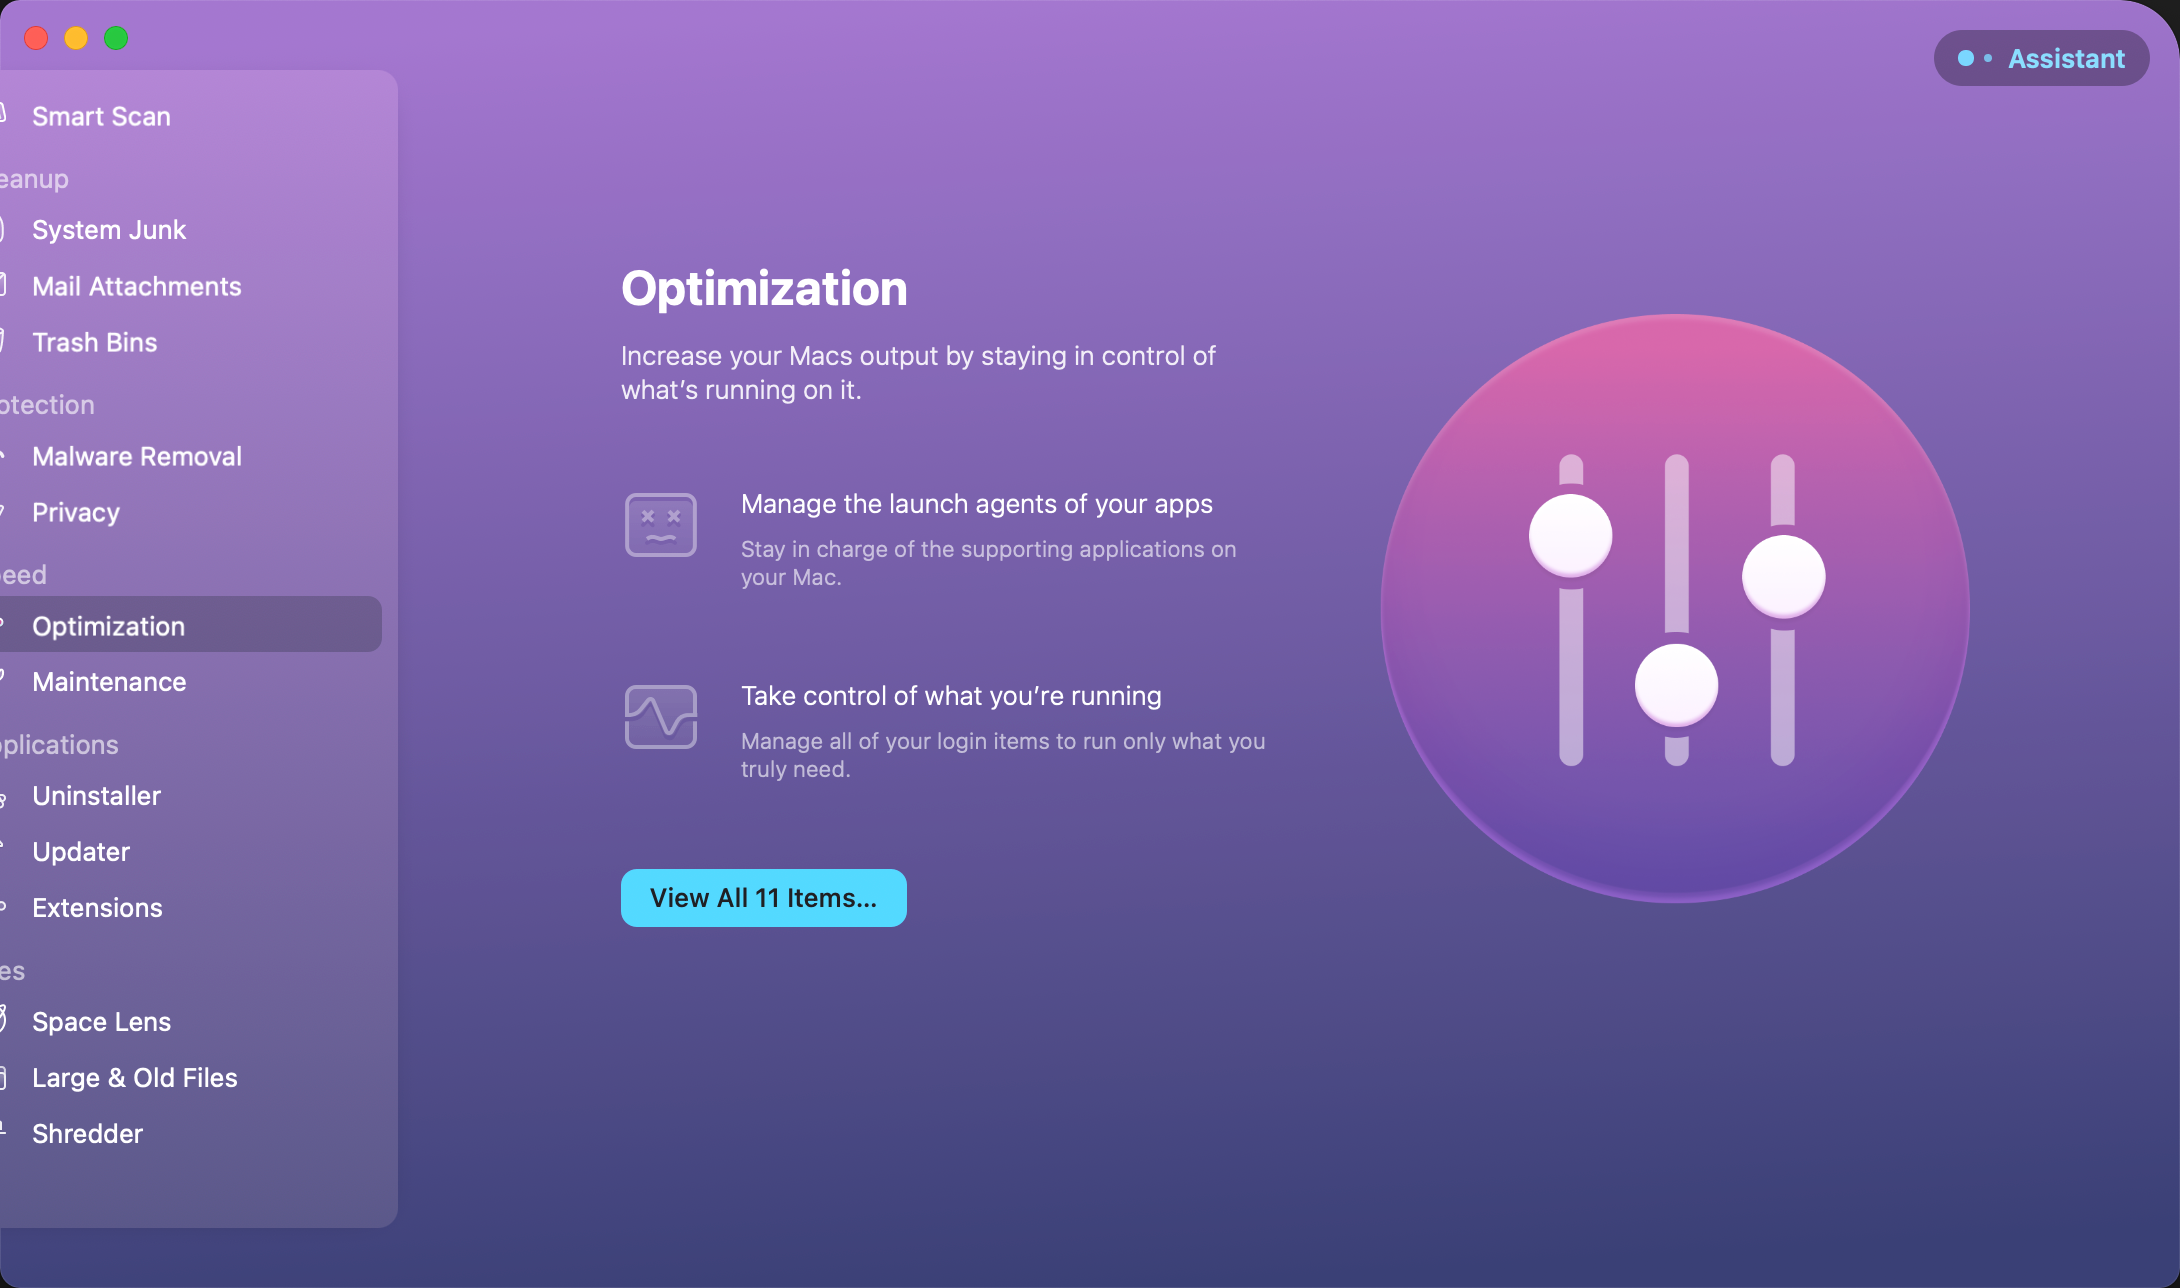 Assistant
Smart Scan
eanup
System Junk
Mail Attachments
Trash Bins
otection
Malware Removal
Privacy
eed
Optimization
Maintenance
plications
Uninstaller
Updater
Extensions
es
Space Lens
Large & Old Files
Shredder
Optimization
Increase your Macs output by staying in control of
what’s running on it.
Manage the launch agents of your apps
Stay in charge of the supporting applications on
your Mac.
Take control of what you’re running
Manage all of your login items to run only what you
truly need.
View All 11 Items...